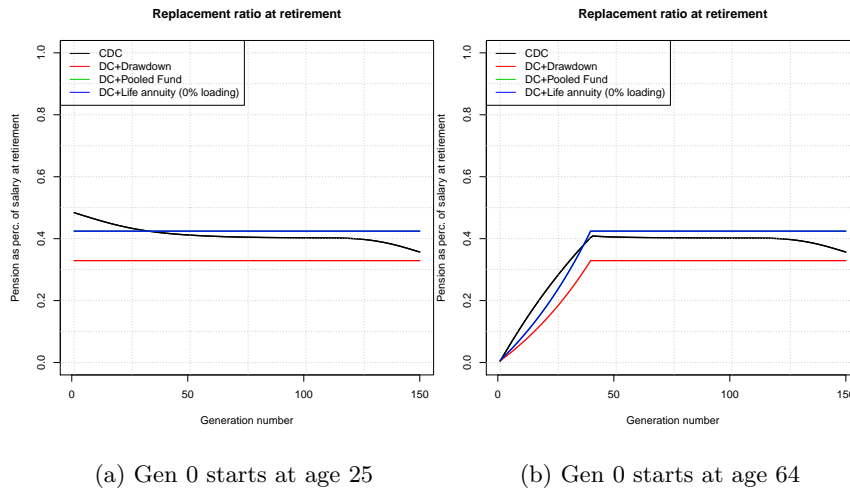 Replacement ratio at retirement
Pension as perc. of salary at retirement
1.0
0.8
0.6
0.4
0.2
0.0
CDC
DC+Drawdown
DC+Pooled Fund
DC+Life annuity (0% loading)
0 50 100 150
Generation number
(a) Gen 0 starts at age 25
Replacement ratio at retirement
Pension as perc. of salary at retirement
1.0
0.8
0.6
0.4
0.2
0.0
CDC
DC+Drawdown
DC+Pooled Fund
DC+Life annuity (0% loading)
0 50 100 150
Generation number
(b) Gen 0 starts at age 64